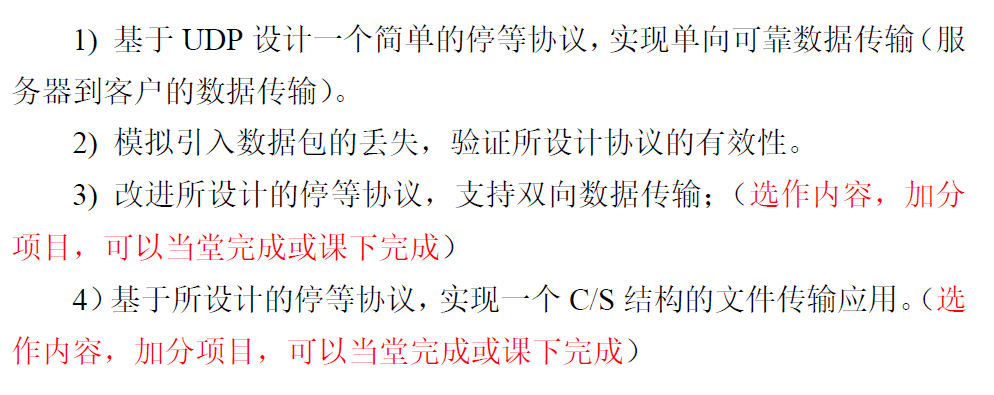 1) 基于 UDP 设计一个简单的停等协议，实现单向可靠数据传输（服
务器到客户的数据传输）。
2) 模拟引入数据包的丢失，验证所设计协议的有效性。
3) 改进所设计的停等协议，支持双向数据传输；（选作内容，加分
项目，可以当堂完成或课下完成）
4）基于所设计的停等协议，实现一个 C/S 结构的文件传输应用。（选
作内容，加分项目，可以当堂完成或课下完成）